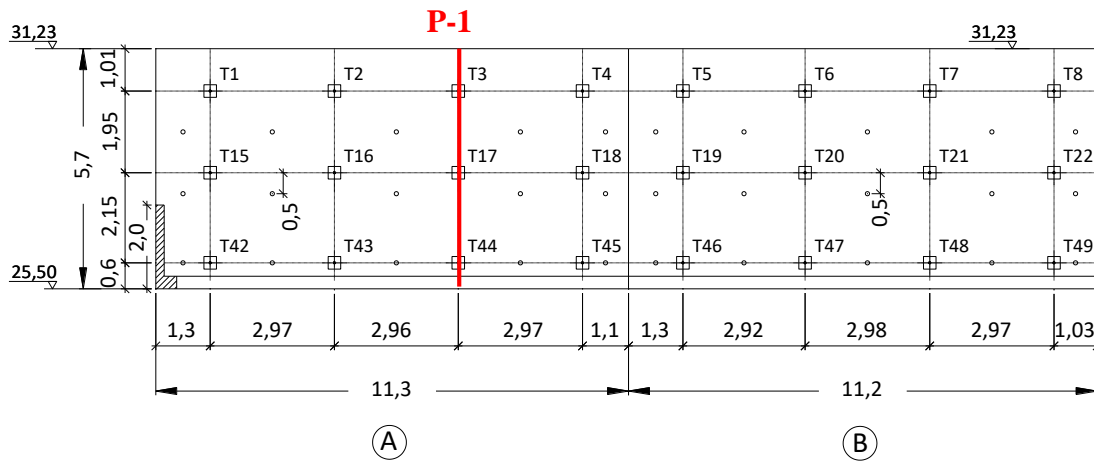 P-1
31,23
31,23
1,01
T1
T2
T3
T4
T5
T6
T7
T8
1,95
5,7
T15
T16
T17
T18
T19
T20
T21
T22
2,15
2,0
0,5
0,5
T42
T43
T44
T45
T46
T47
T48
T49
0,6
25,50
1,3
2,97
2,96
2,97
1,1
1,3
2,92
2,98
2,97
1,03
11,3
11,2
A
B